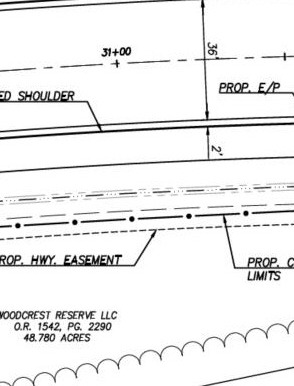 31+00
36'
PROP. E/P
ED SHOULDER
2'
ROP. HWY. EASEMENT
PROP. C
LIMITS
WOODCREST RESERVE LLC
O.R. 1542, PG. 2290
48.780 ACRES